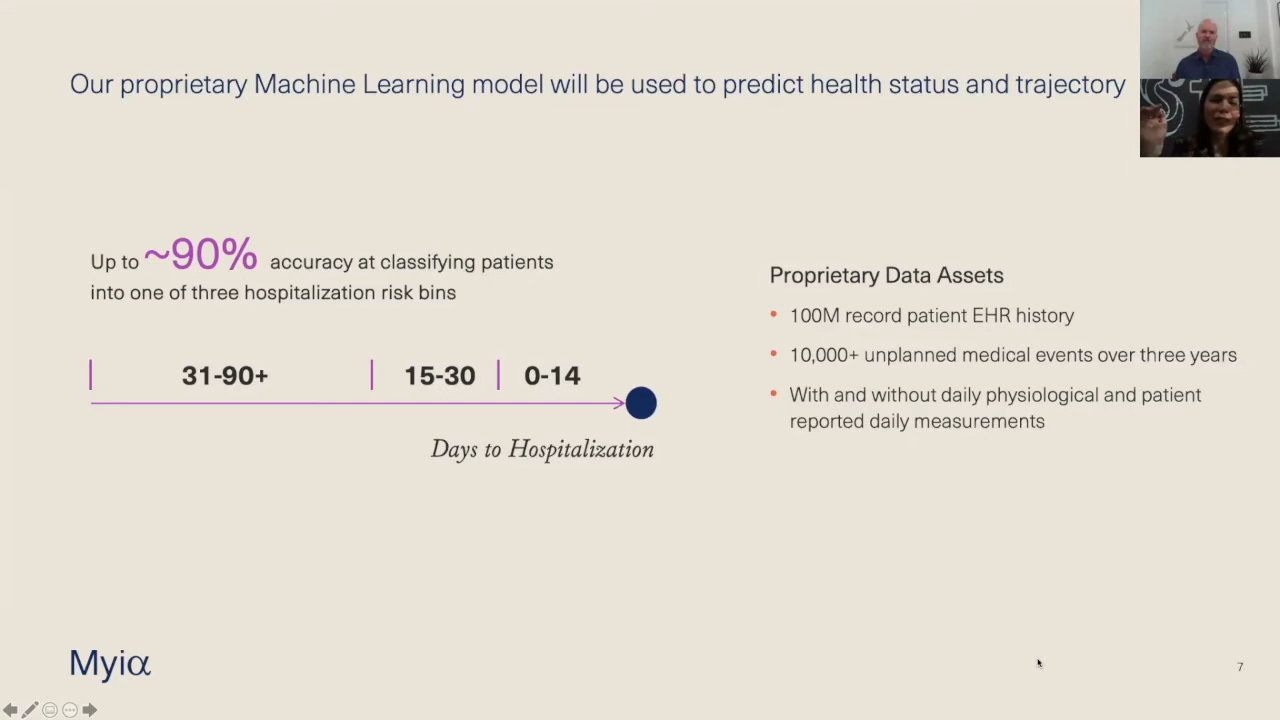 Our proprietary Machine Learning model will be used to predict health status and trajectory
Up to ~90% accuracy at classifying patients
into one of three hospitalization risk bins
31-90+ 15-30 0-14
Days to Hospitalization
Proprietary Data Assets
• 100M record patient EHR history
• 10,000+ unplanned medical events over three years
• With and without daily physiological and patient
reported daily measurements
Myiα
7